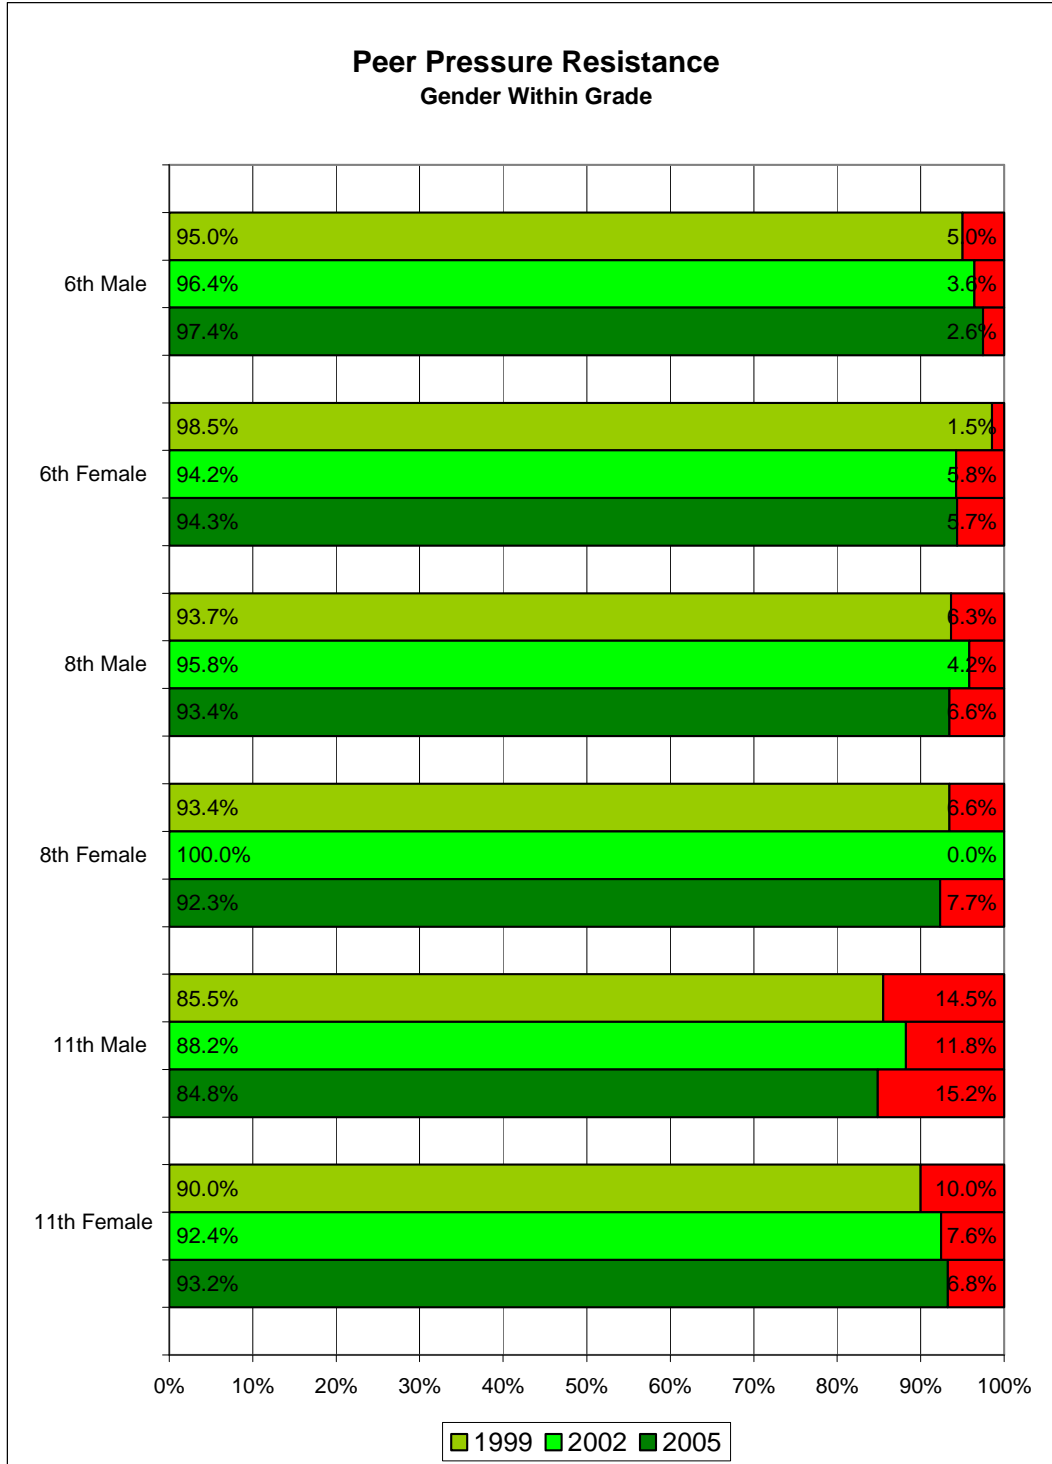 Peer Pressure Resistance
Gender Within Grade
95.0% 5.0%
6th Male 96.4% 3.6%
97.4% 2.6%
98.5% 1.5%
6th Female 94.2% 5.8%
94.3% 5.7%
93.7% 6.3%
8th Male 95.8% 4.2%
93.4% 6.6%
93.4% 6.6%
8th Female 100.0% 0.0%
92.3% 7.7%
85.5% 14.5%
11th Male 88.2% 11.8%
84.8% 15.2%
90.0% 10.0%
11th Female 92.4% 7.6%
93.2% 6.8%
0% 10% 20% 30% 40% 50% 60% 70% 80% 90% 100%
1999 2002 2005